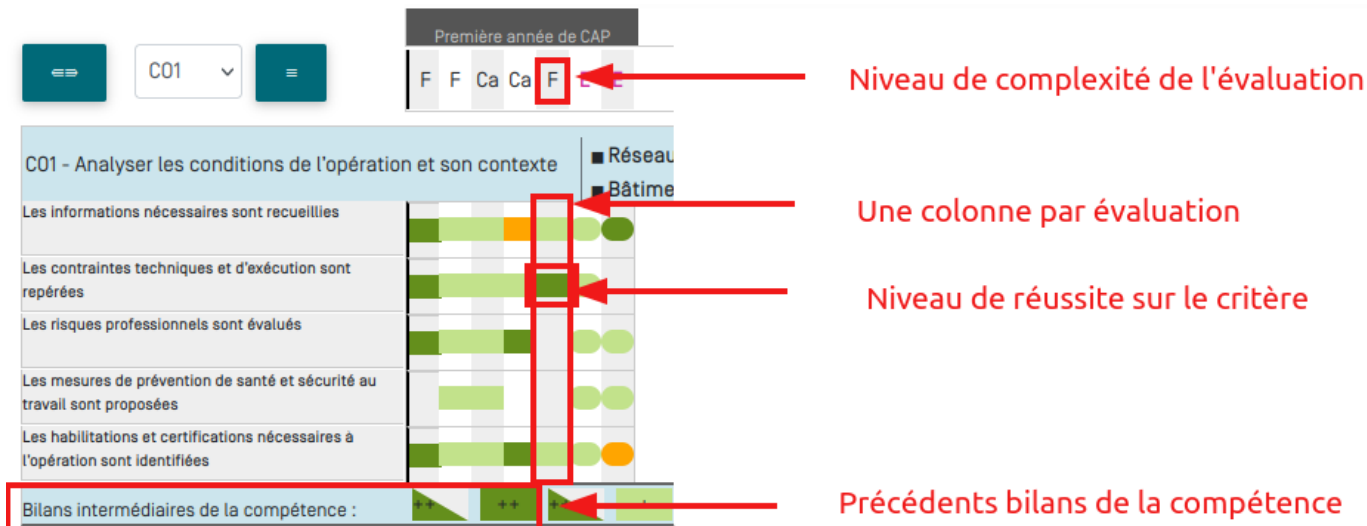 Première année de CAP
C01
F F Ca Ca F E E
Niveau de complexité de l'évaluation
C01 - Analyser les conditions de l'opération et son contexte
■ Réseau
■ Bâtime
Les informations nécessaires sont recueillies
Une colonne par évaluation
Les contraintes techniques et d'exécution sont
repérées
Niveau de réussite sur le critère
Les risques professionnels sont évalués
Les mesures de prévention de santé et sécurité au
travail sont proposées
Les habilitations et certifications nécessaires à
l'opération sont identifiées
Bilans intermédiaires de la compétence :
++ ++ ++
Précédents bilans de la compétence